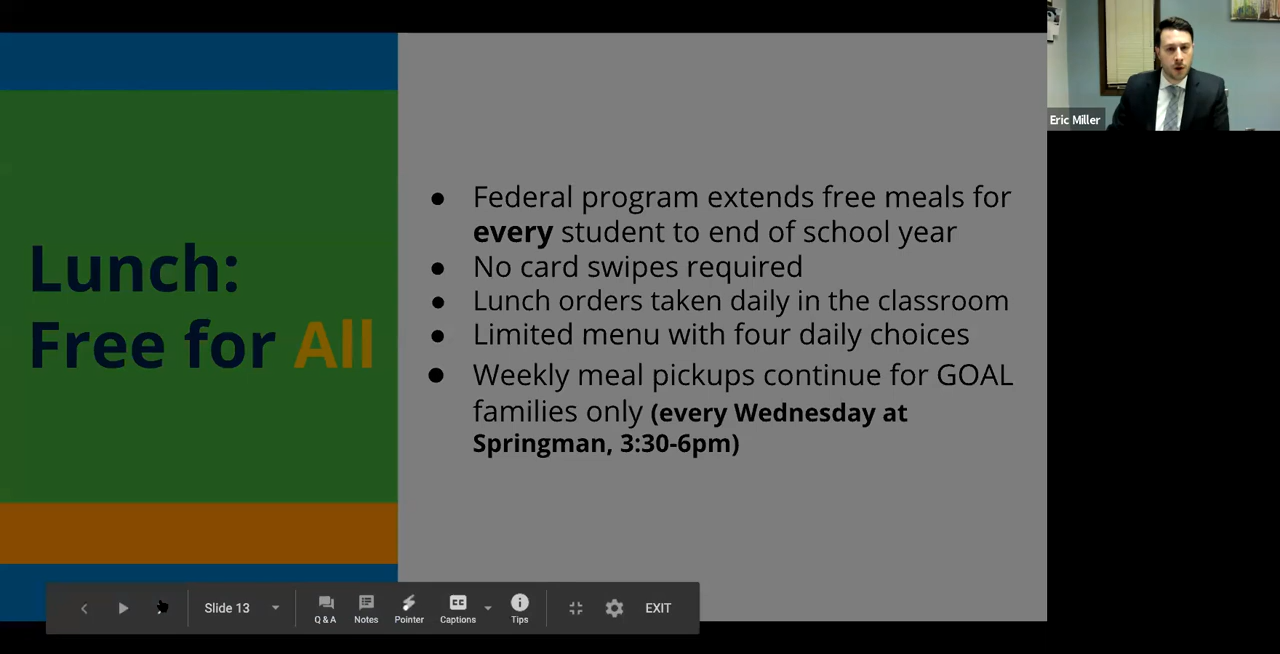 Lunch:
Free for All
● Federal program extends free meals for
every student to end of school year
● No card swipes required
● Lunch orders taken daily in the classroom
● Limited menu with four daily choices
● Weekly meal pickups continue for GOAL
families only (every Wednesday at
Springman, 3:30-6pm)
Eric Miller
Slide 13
Q & A
Notes
Pointer
CC
Captions
Tips
EXIT